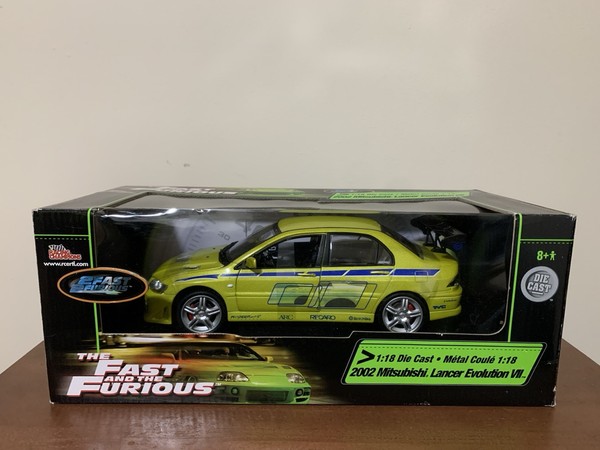 FURIOUS
RACING
CHAMPIONS
www.rcertl.com
8+
DIE
CAST
RECARO
THE
FAST
AND THE
FURIOUS
>1:18 Die Cast • Métal Coulé 1:18
2002 Mitsubishi. Lancer Evolution VII.